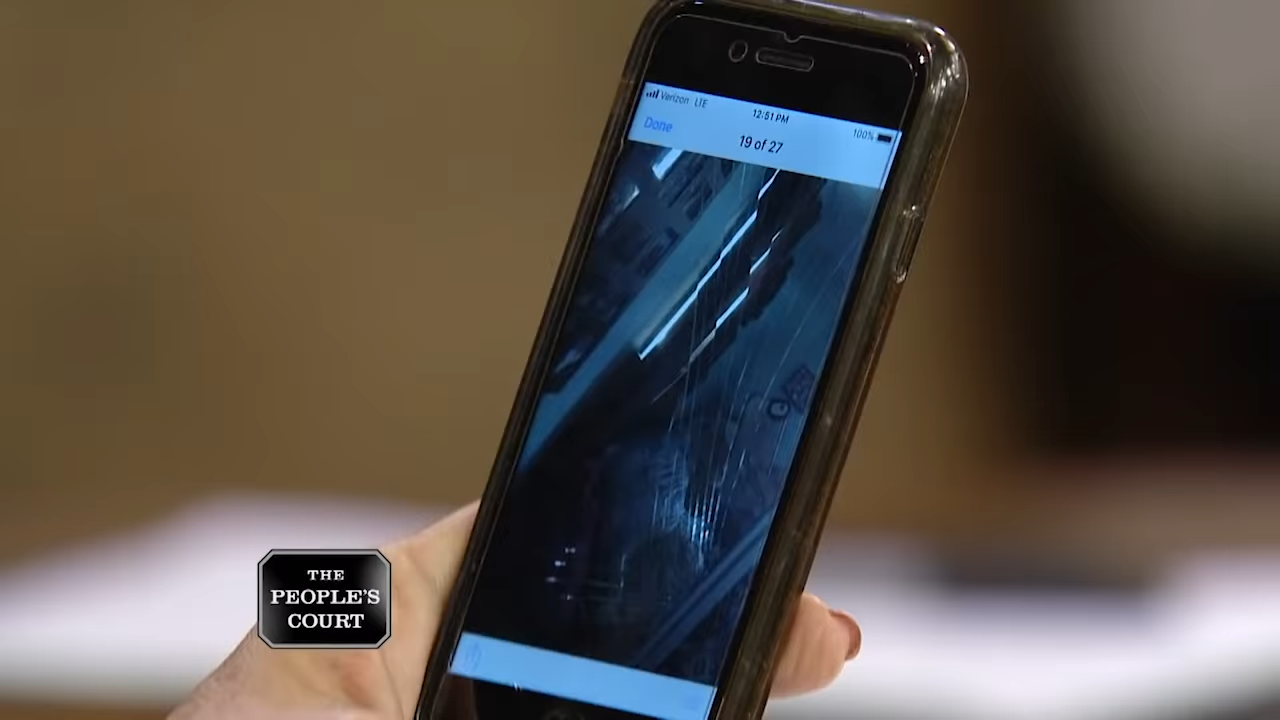 Verizon LTE
12:51 PM
100%
Done
19 of 27
THE
PEOPLE'S
COURT